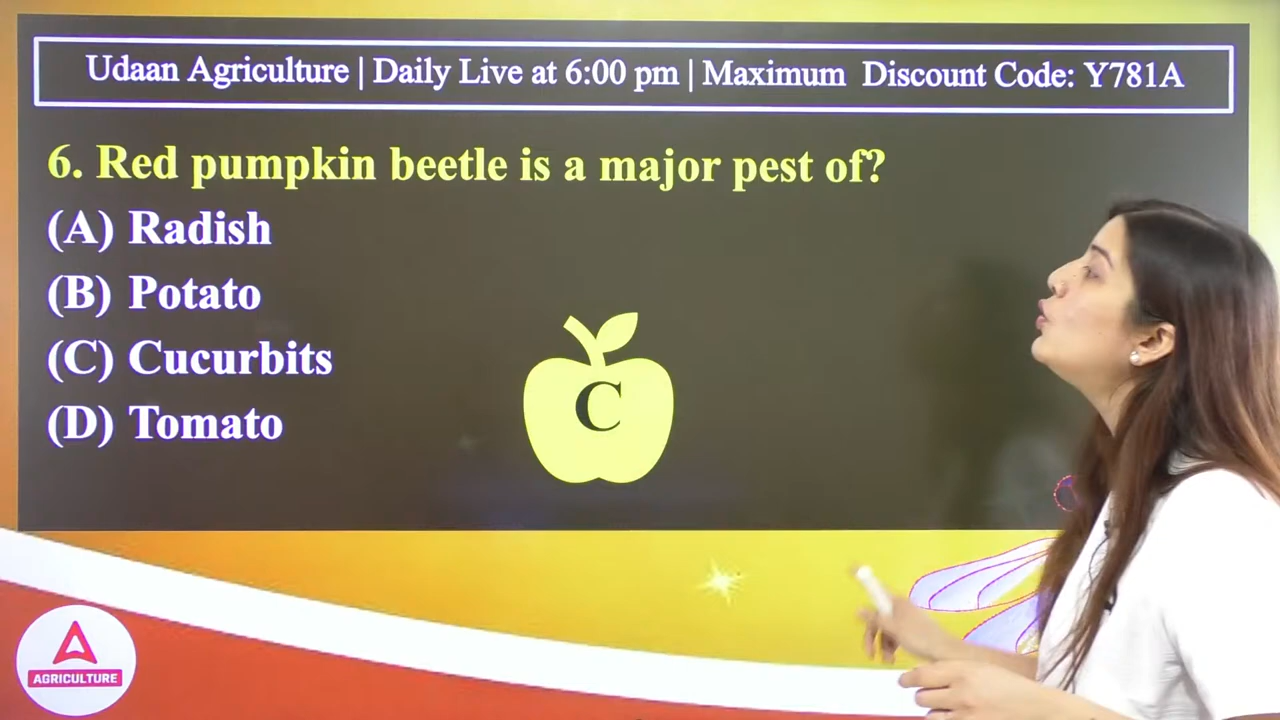 Udaan Agriculture | Daily Live at 6:00 pm | Maximum Discount Code: Y781A
6. Red pumpkin beetle is a major pest of?
(A) Radish
(B) Potato
(C) Cucurbits
(D) Tomato
C
A
AGRICULTURE